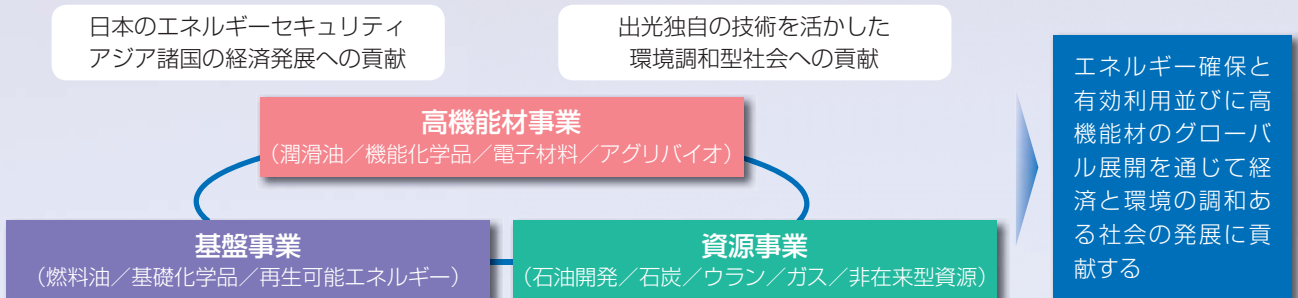 日本のエネルギーセキュリティ
アジア諸国の経済発展への貢献
出光独自の技術を活かした
環境調和型社会への貢献
高機能材事業
（潤滑油／機能化学品／電子材料／アグリバイオ）
基盤事業
（燃料油／基礎化学品／再生可能エネルギー）
資源事業
（石油開発／石炭／ウラン／ガス／非在来型資源）
エネルギー確保と
有効利用並びに高
機能材のグローバ
ル展開を通じて経
済と環境の調和あ
る社会の発展に貢
献する